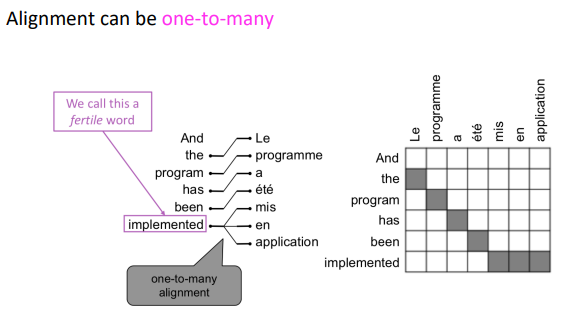 Alignment can be one-to-many
We call this a
fertile word
And
the
program
has
been
implemented
Le
programme
a
été
mis
en
application
one-to-many
alignment
Le
programme
a
été
mis
en
application
And
the
program
has
been
implemented